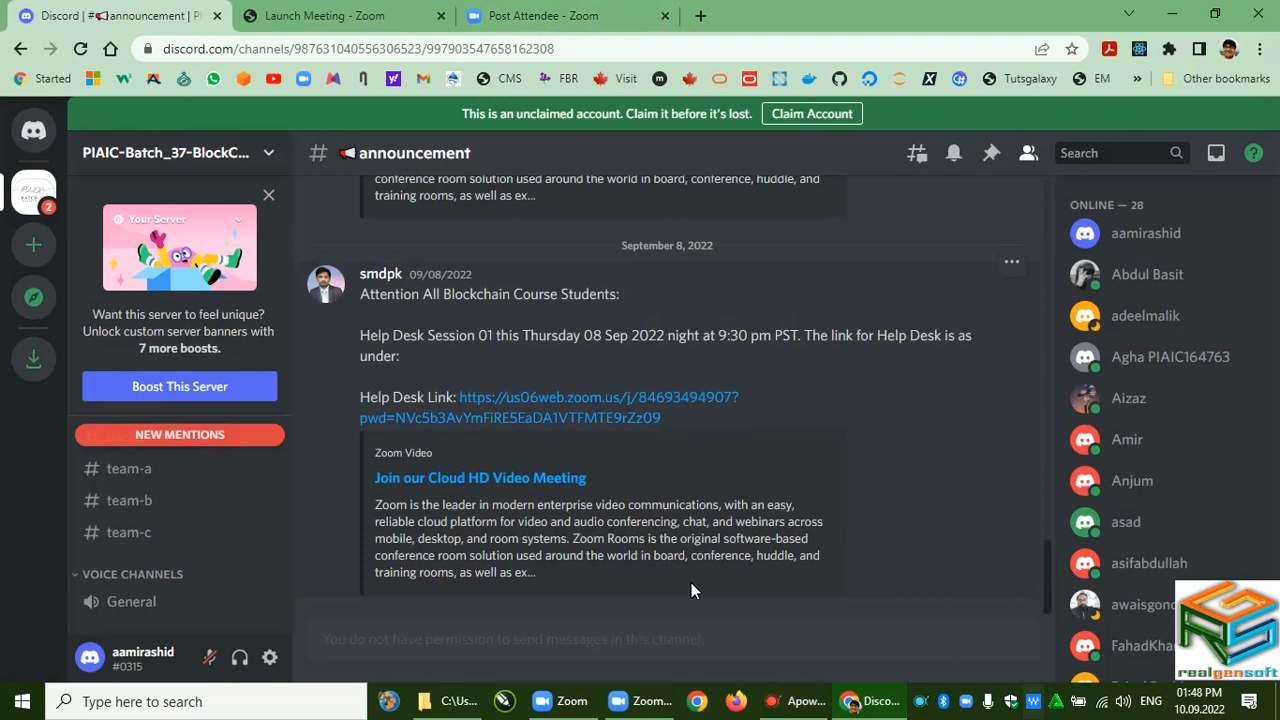 Discord | #📢announcement | P
Launch Meeting - Zoom
Post Attendee - Zoom
discord.com/channels/987631040556306523/997903547658162308
Started
CMS
FBR
Visit
Tutsgalaxy
EM
»
Other bookmarks
This is an unclaimed account. Claim it before it's lost.
Claim Account
PIAIC-Batch_37-BlockC...
announcement
Search
conference room solution used around the world in board, conference, huddle, and
training rooms, as well as ex...
Your Server
Want this server to feel unique?
Unlock custom server banners with
7 more boosts.
Boost This Server
NEW MENTIONS
# team-a
# team-b
# team-c
VOICE CHANNELS
General
aamirashid
#0315
2
September 8, 2022
smdpk 09/08/2022
Attention All Blockchain Course Students:
Help Desk Session 01 this Thursday 08 Sep 2022 night at 9:30 pm PST. The link for Help Desk is as
under:
Help Desk Link: https://us06web.zoom.us/j/84693494907?
pwd=NVc5b3AvYmFiRE5EaDA1VTFMTE9rZz09
Zoom Video
Join our Cloud HD Video Meeting
Zoom is the leader in modern enterprise video communications, with an easy,
reliable cloud platform for video and audio conferencing, chat, and webinars across
mobile, desktop, and room systems. Zoom Rooms is the original software-based
conference room solution used around the world in board, conference, huddle, and
training rooms, as well as ex...
You do not have permission to send messages in this channel.
ONLINE — 28
aamirashid
Abdul Basit
adeelmalik
Agha PIAIC164763
Aizaz
Amir
Anjum
asad
asifabdullah
awaisgond
FahadKha
realgensoft
Type here to search
C:\Us...
Zoom
Zoom...
Apow...
Disco...
ENG
01:48 PM
10.09.2022